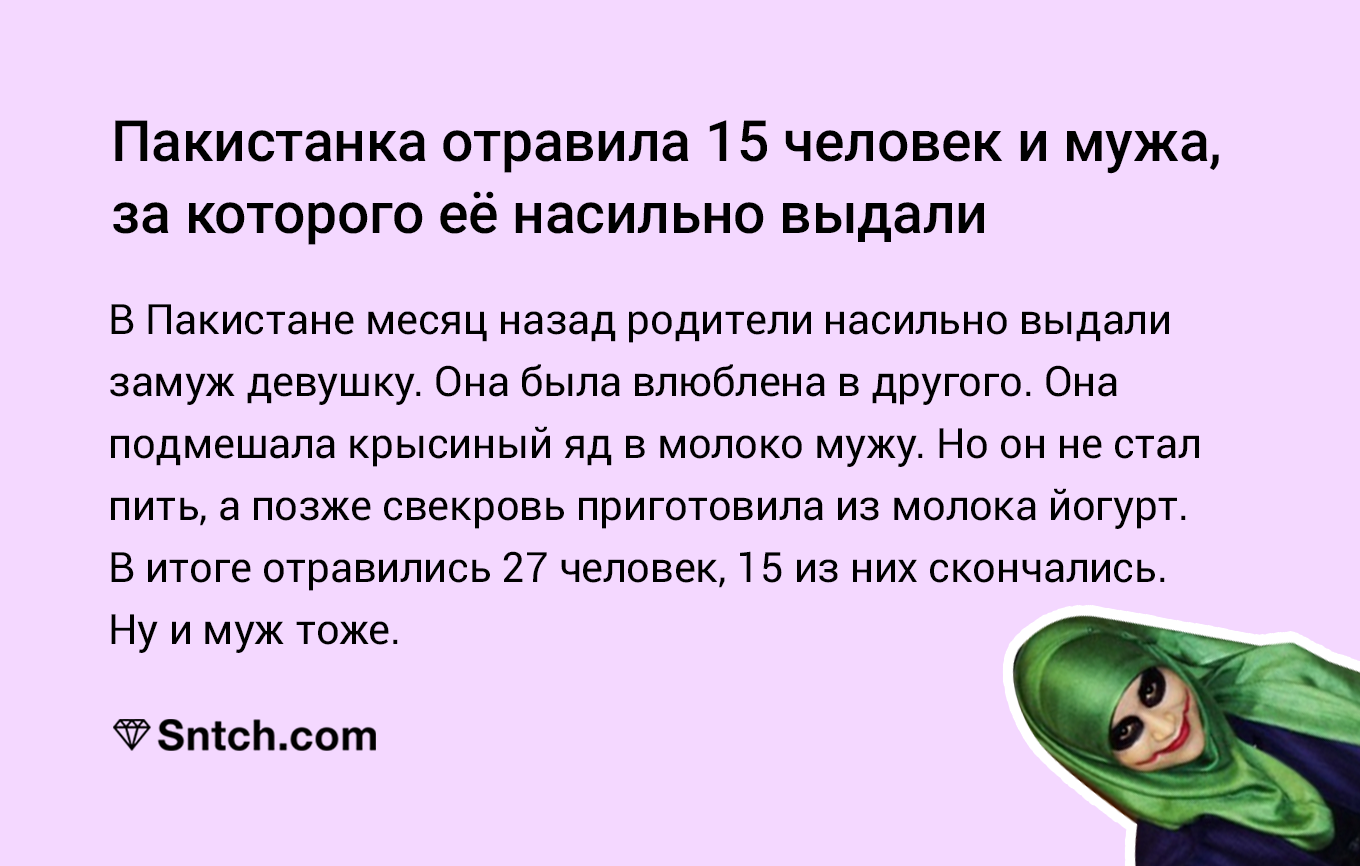 Пакистанка отравила 15 человек и мужа,
за которого её насильно выдали
В Пакистане месяц назад родители насильно выдали
замуж девушку. Она была влюблена в другого. Она
подмешала крысиный яд в молоко мужу. Но он не стал
пить, а позже свекровь приготовила из молока йогурт.
В итоге отравились 27 человек, 15 из них скончались.
Ну и муж тоже.
Sntch.com